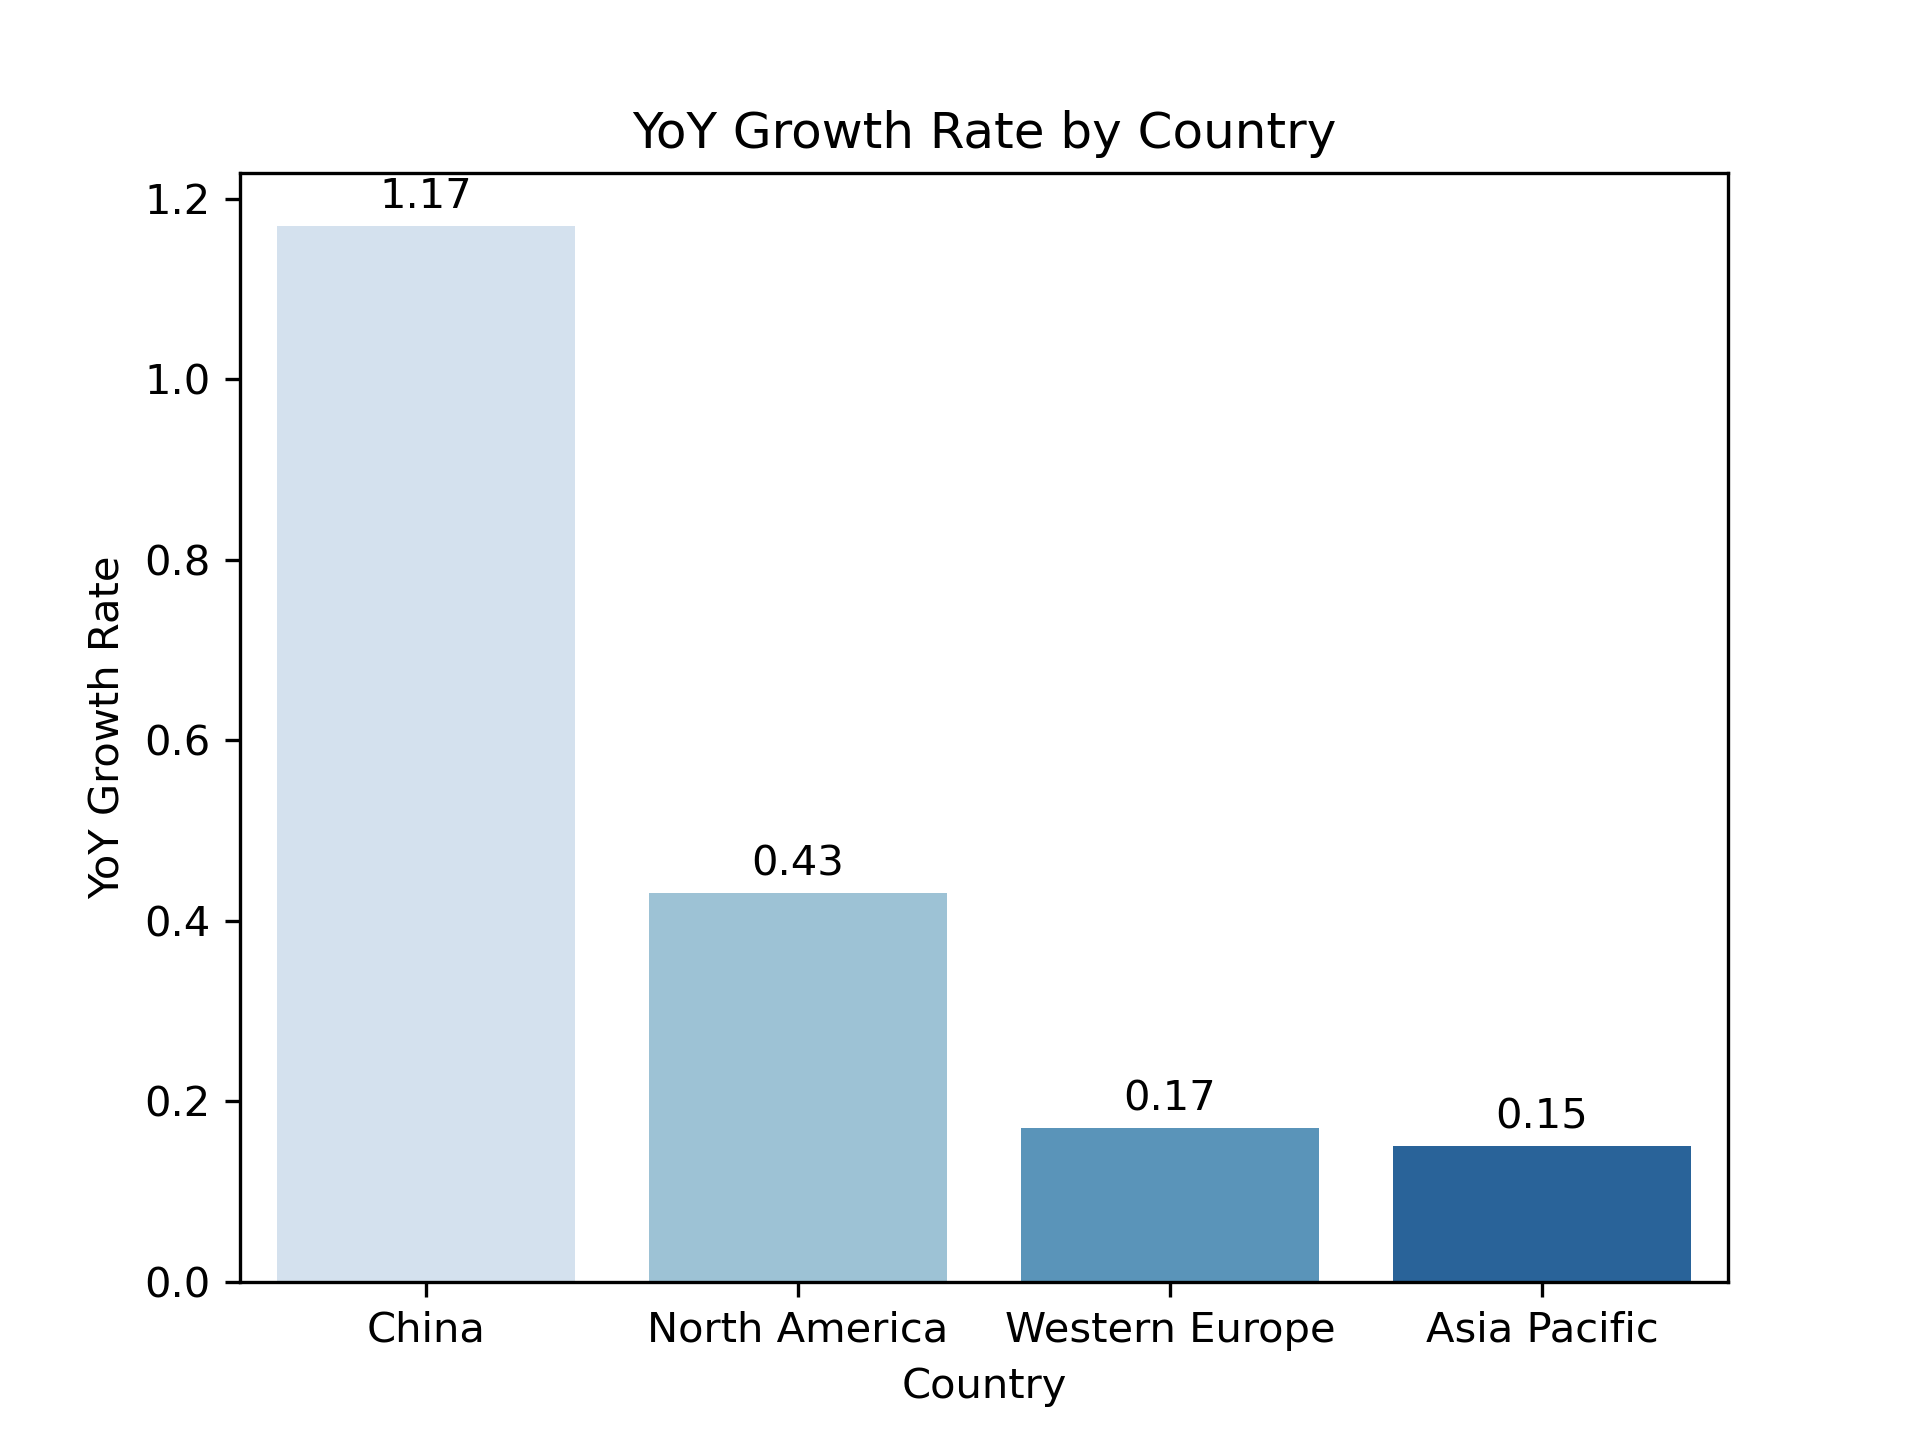 YoY Growth Rate by Country
YoY Growth Rate
1.2
1.0
0.8
0.6
0.4
0.2
0.0
1.17
0.43
0.17
0.15
China North America Western Europe Asia Pacific
Country